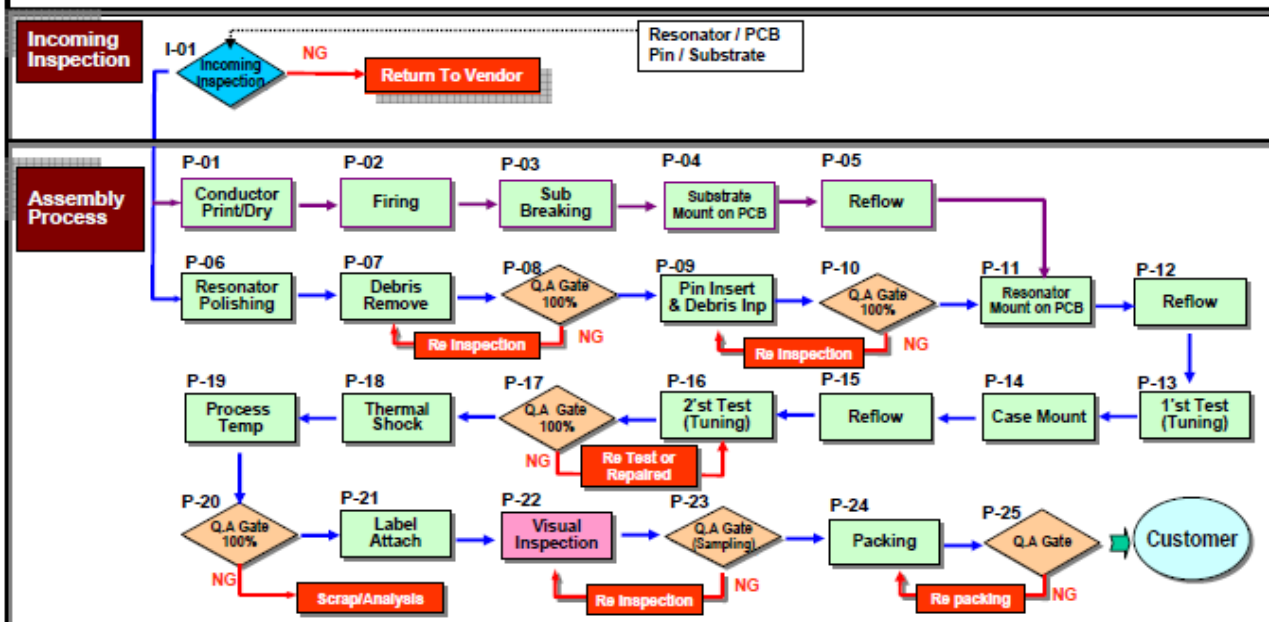 Incoming
Inspection
I-01
Incoming
Inspection
NG
Return To Vendor
Resonator / PCB
Pin / Substrate
Assembly
Process
P-01
Conductor
Print/Dry
P-02
Firing
P-03
Sub
Breaking
P-04
Substrate
Mount on PCB
P-05
Reflow
P-06
Resonator
Polishing
P-07
Debris
Remove
P-08
Q.A Gate
100%
NG
Re Inspection
P-09
Pin Insert
& Debris Inp
P-10
Q.A Gate
100%
NG
Re Inspection
P-11
Resonator
Mount on PCB
P-12
Reflow
P-19
Process
Temp
P-18
Thermal
Shock
P-17
Q.A Gate
100%
NG
Re Test or
Repaired
P-16
2'st Test
(Tuning)
P-15
Reflow
P-14
Case Mount
P-13
1'st Test
(Tuning)
P-20
Q.A Gate
100%
NG
Scrap/Analysis
P-21
Label
Attach
P-22
Visual
Inspection
P-23
Q.A Gate
(Sampling)
NG
Re Inspection
P-24
Packing
P-25
Q.A Gate
NG
Re packing
Customer